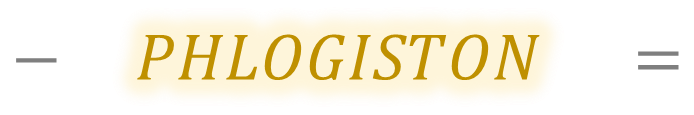 − PHLOGISTON =